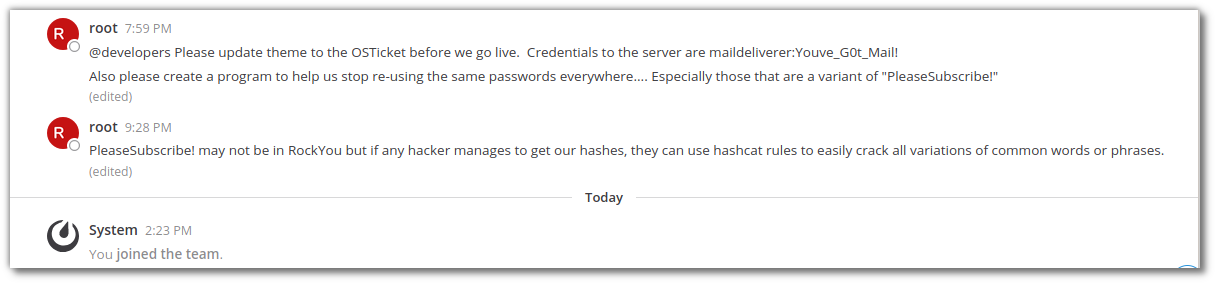 R
root 7:59 PM
@developers Please update theme to the OSTicket before we go live.  Credentials to the server are maildeliverer:Youve_G0t_Mail!
Also please create a program to help us stop re-using the same passwords everywhere.... Especially those that are a variant of "PleaseSubscribe!"
(edited)
R
root 9:28 PM
PleaseSubscribe! may not be in RockYou but if any hacker manages to get our hashes, they can use hashcat rules to easily crack all variations of common words or phrases.
(edited)
Today
System 2:23 PM
You joined the team.